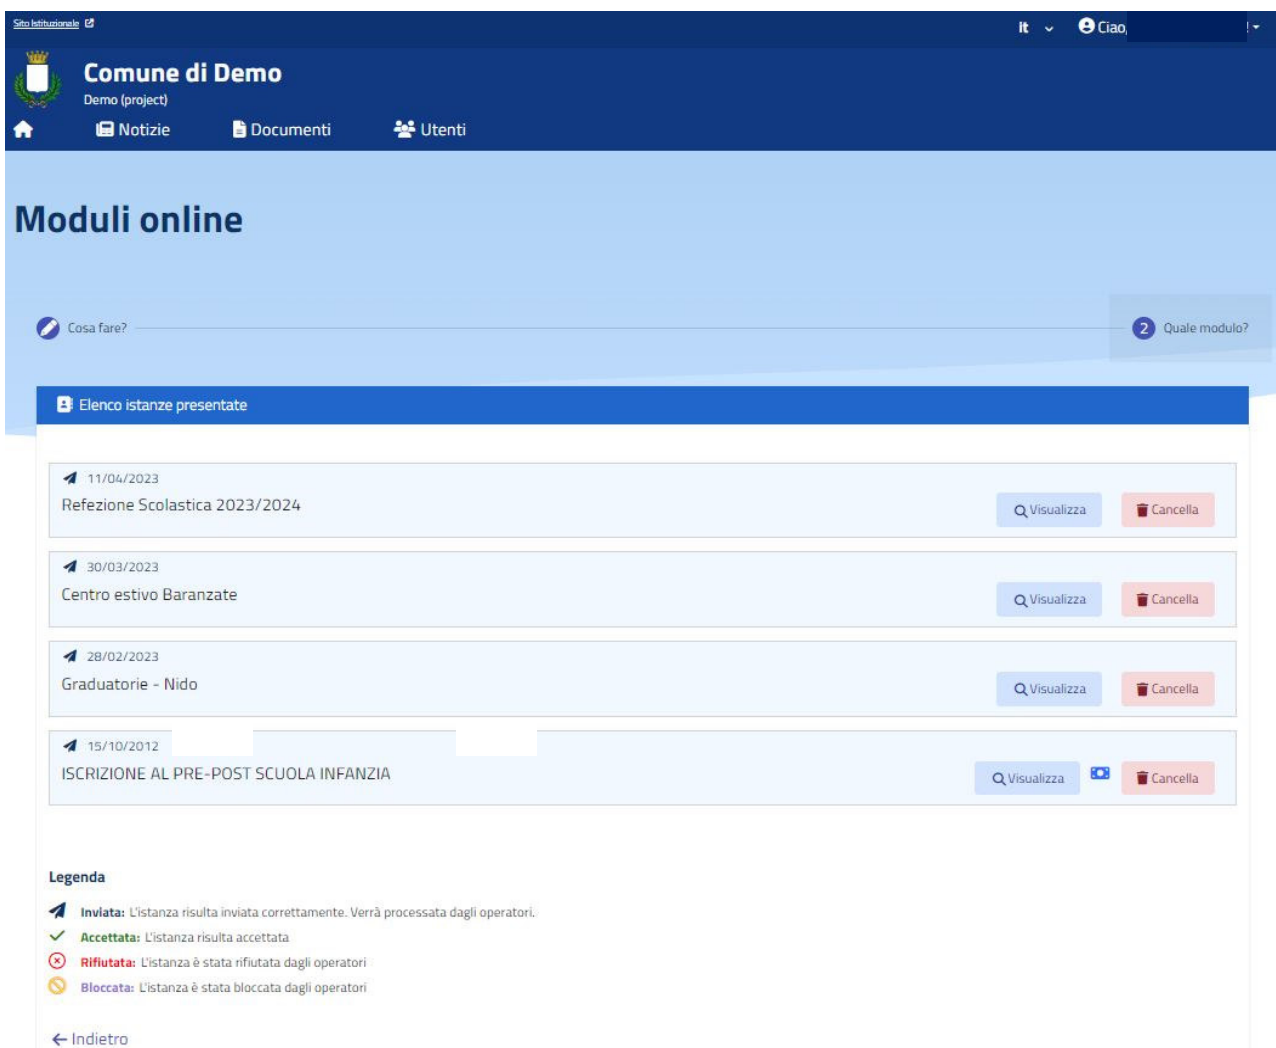 Sito Istituzionale
it
Ciao,
Comune di Demo
Demo (project)
Notizie Documenti Utenti
Moduli online
Cosa fare?
2 Quale modulo?
Elenco istanze presentate
11/04/2023
Refezione Scolastica 2023/2024
Visualizza Cancella
30/03/2023
Centro estivo Baranzate
Visualizza Cancella
28/02/2023
Graduatorie - Nido
Visualizza Cancella
15/10/2012
ISCRIZIONE AL PRE-POST SCUOLA INFANZIA
Visualizza Cancella
Legenda
Inviata: L'istanza risulta inviata correttamente. Verrà processata dagli operatori.
Accettata: L'istanza risulta accettata
Rifiutata: L'istanza è stata rifiutata dagli operatori
Bloccata: L'istanza è stata bloccata dagli operatori
Indietro